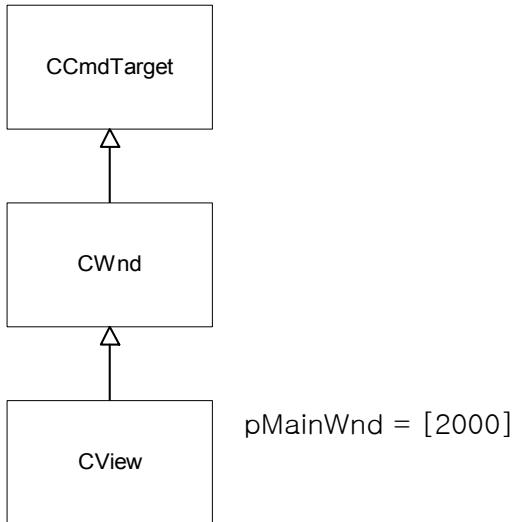 CCmdTarget
CWnd
CView
pMainWnd = [2000]